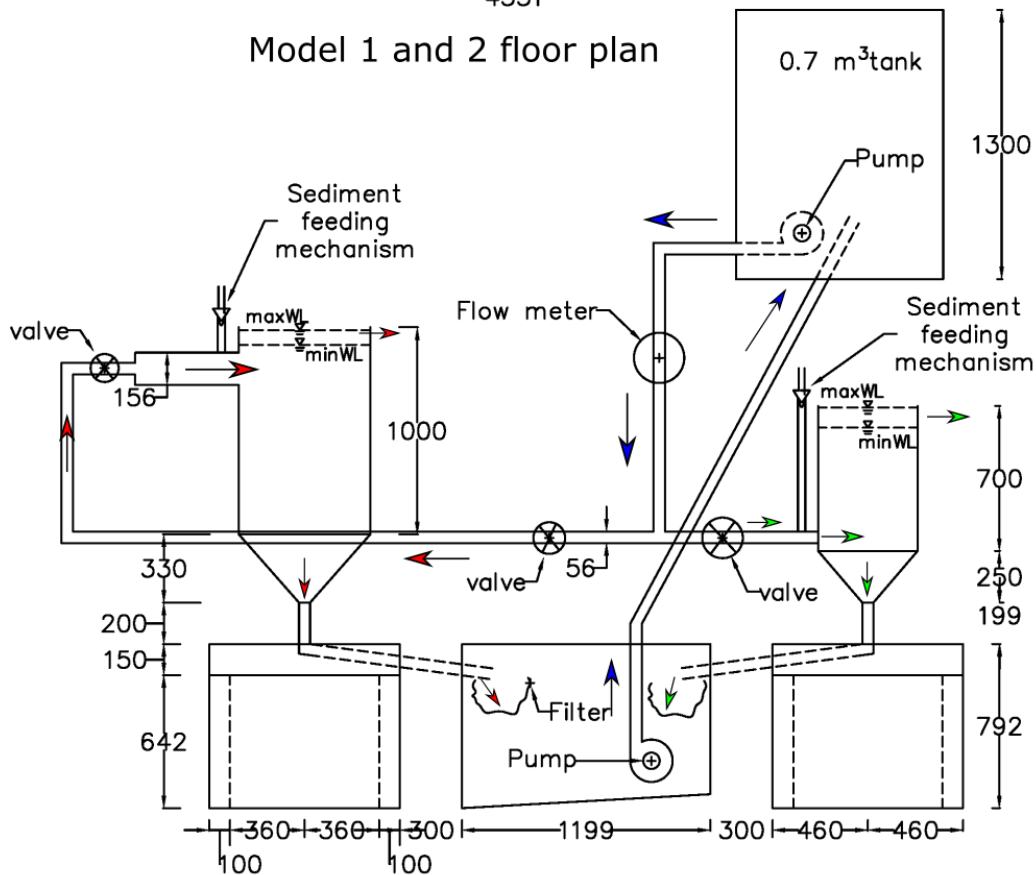 4331
Model 1 and 2 floor plan
0.7 m³tank
1300
Pump
Sediment
feeding
mechanism
Flow meter
Sediment
feeding
mechanism
valve
maxWL
minWL
156
1000
maxWL
minWL
700
330
valve
56
valve
250
200
199
150
Filter
642
Pump
792
360
360
300
1199
300
460
460
100
100